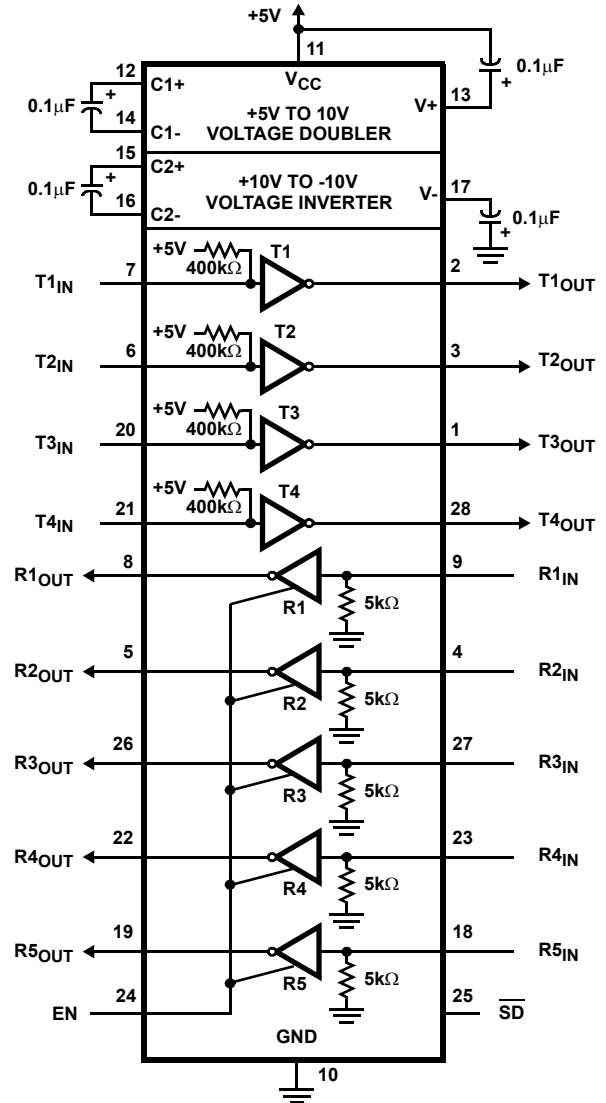 +5V
11
12
C1+
VCC
0.1μF
+
0.1μF
+
+5V TO 10V
VOLTAGE DOUBLER
V+
13
14
C1-
15
C2+
0.1μF
+
+10V TO -10V
VOLTAGE INVERTER
V-
17
16
C2-
0.1μF
+
+5V
400kΩ
T1
T1IN
7
2
T1OUT
+5V
400kΩ
T2
T2IN
6
3
T2OUT
+5V
400kΩ
T3
T3IN
20
1
T3OUT
+5V
400kΩ
T4
T4IN
21
28
T4OUT
R1OUT
8
9
R1IN
R1
5kΩ
R2OUT
5
4
R2IN
R2
5kΩ
R3OUT
26
27
R3IN
R3
5kΩ
R4OUT
22
23
R4IN
R4
5kΩ
R5OUT
19
18
R5IN
R5
5kΩ
EN
24
25
SD
GND
10